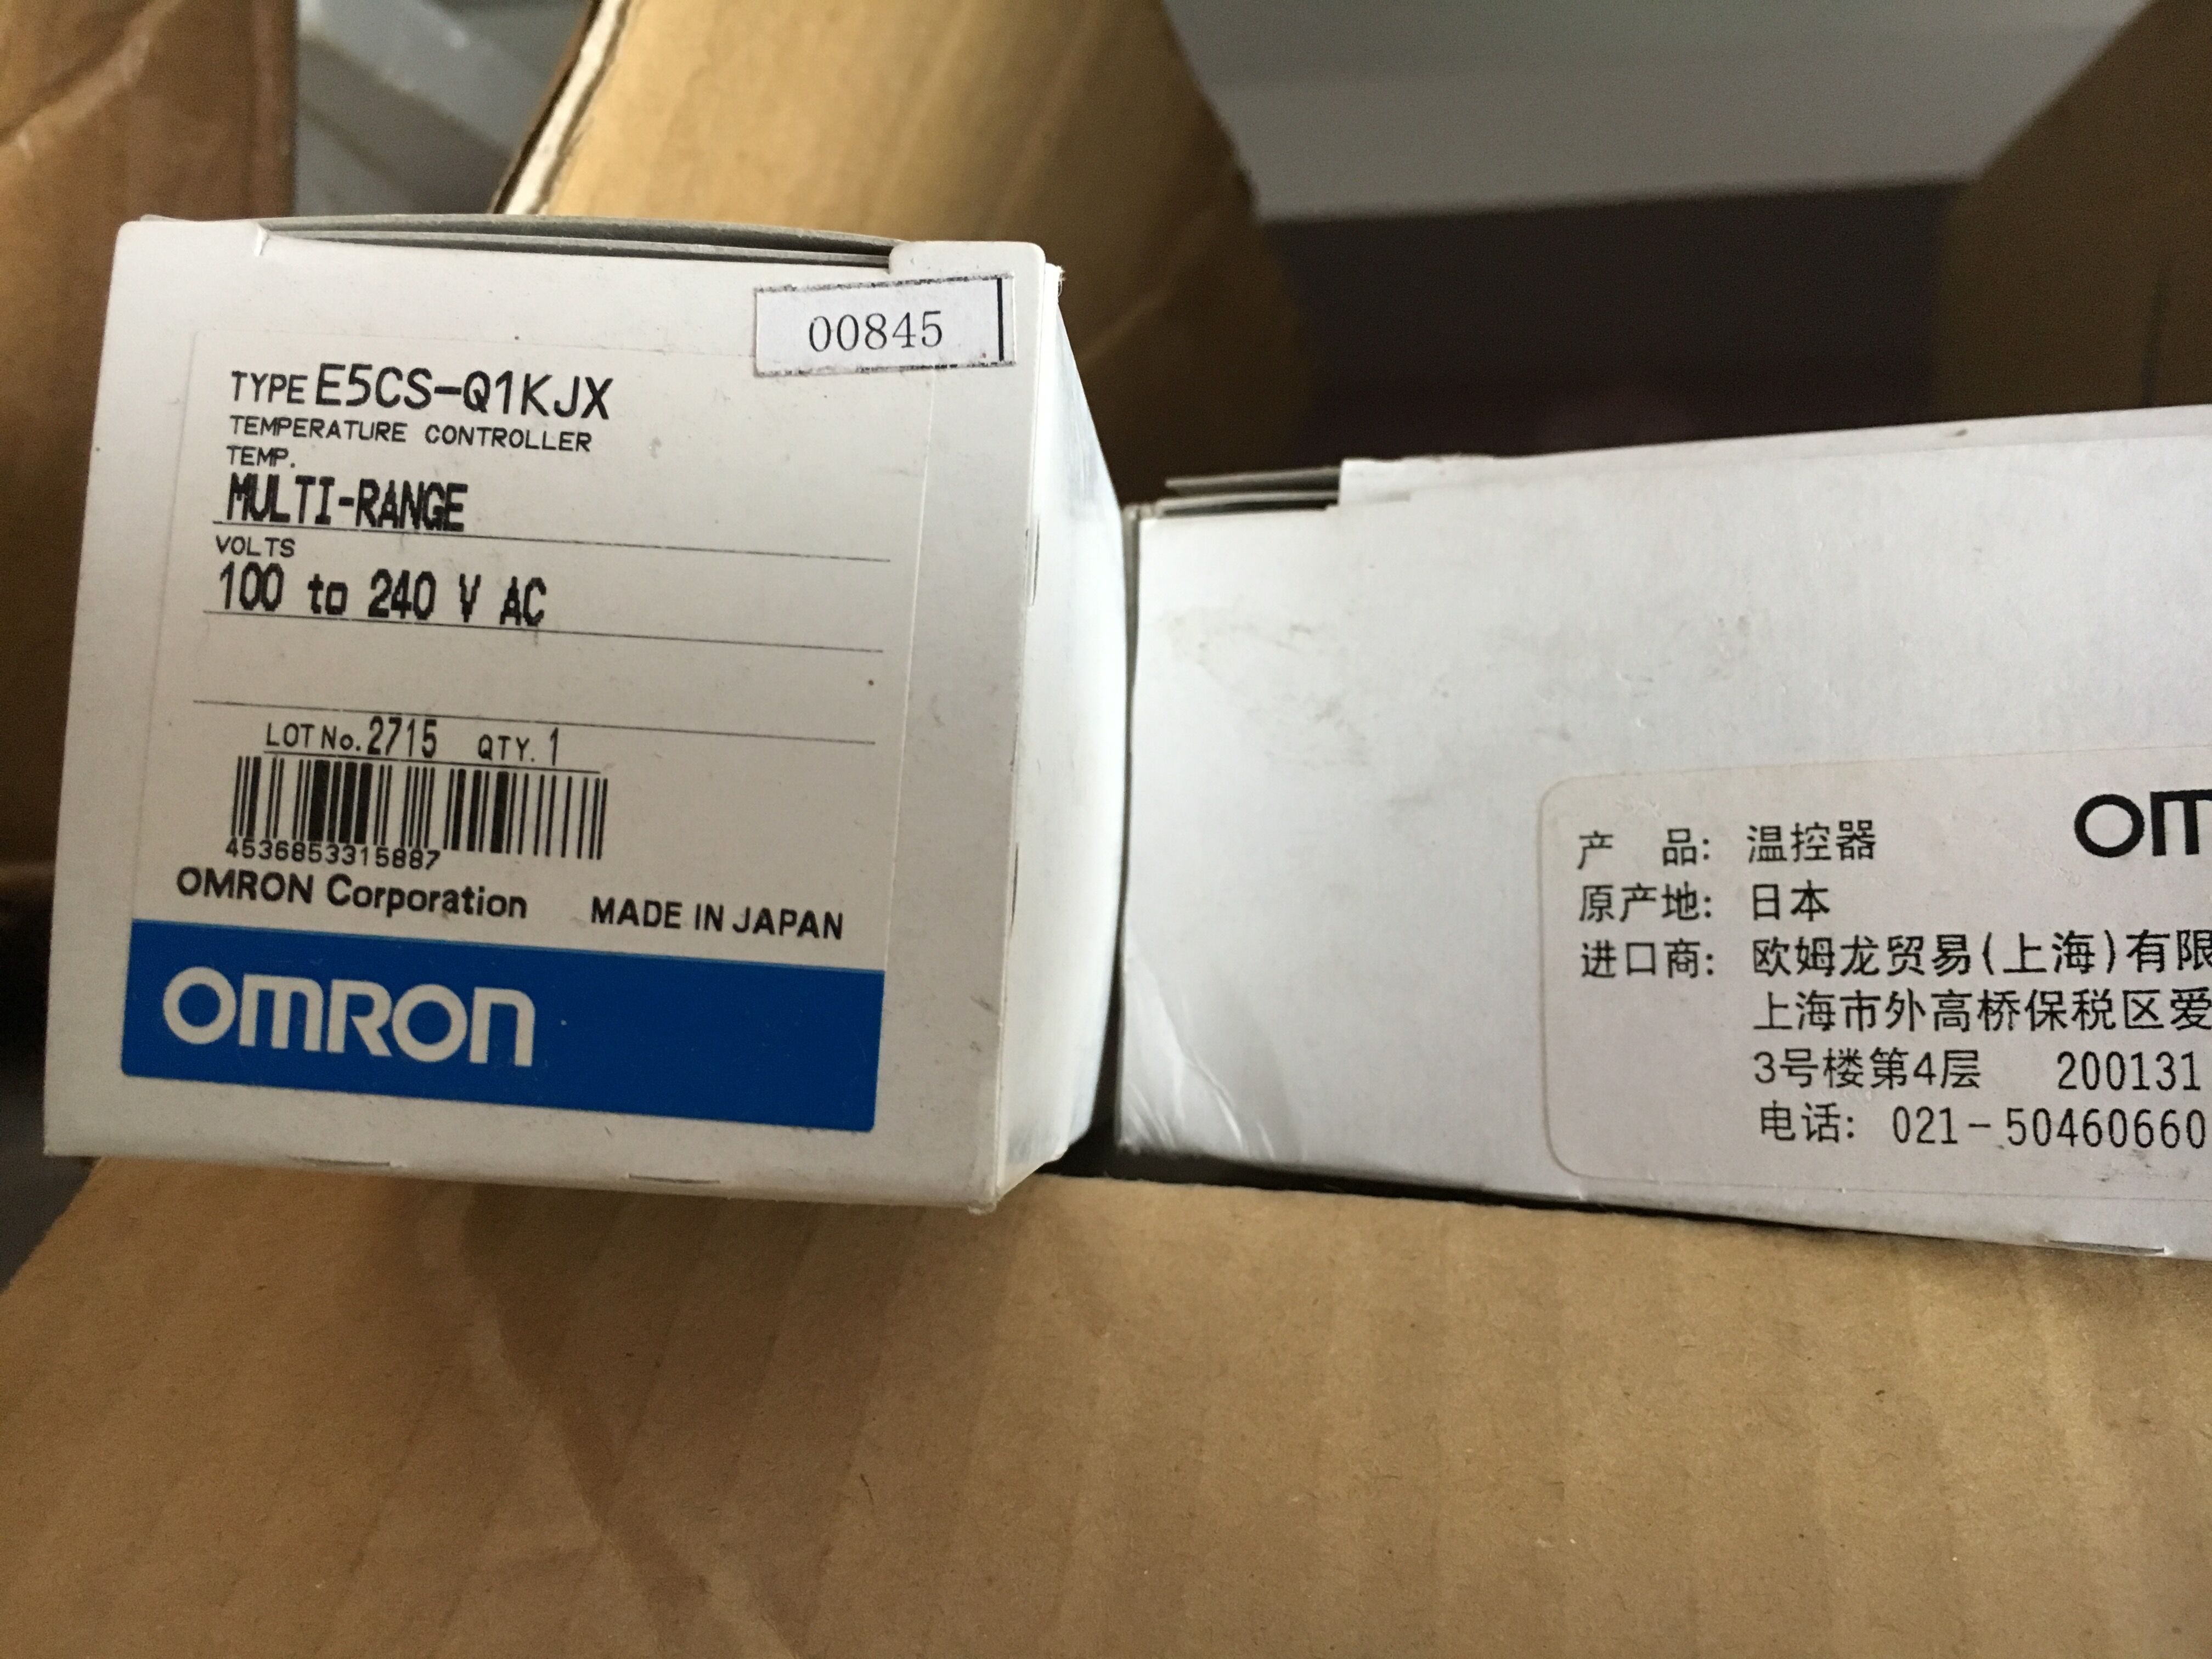 00845
TYPE E5CS-Q1KJX
TEMPERATURE CONTROLLER
TEMP.
MULTI-RANGE
VOLTS
100 to 240 V AC
LOT No. 2715 QTY. 1
4536853315887
OMRON Corporation MADE IN JAPAN
OMRON
产 品: 温控器
原产地: 日本
进口商: 欧姆龙贸易(上海)有限
上海市外高桥保税区爱
3号楼第4层 200131
电话: 021-50460660